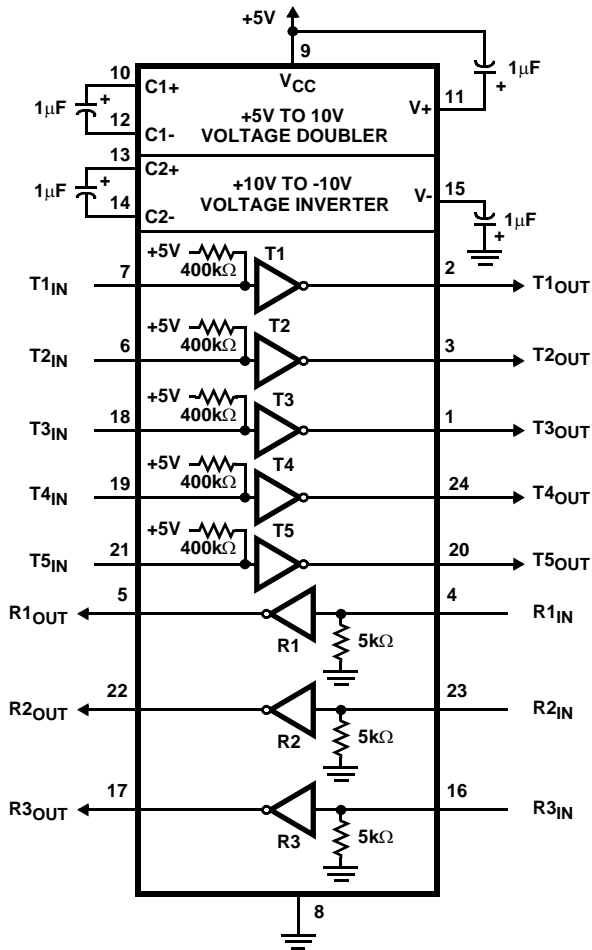 +5V
9
VCC
10
C1+
1µF
+
12
C1-
+5V TO 10V
VOLTAGE DOUBLER
V+
11
1µF
+
13
C2+
1µF
+
14
C2-
+10V TO -10V
VOLTAGE INVERTER
V-
15
1µF
+
+5V
400kΩ
T1
T1IN
7
2
T1OUT
+5V
400kΩ
T2
T2IN
6
3
T2OUT
+5V
400kΩ
T3
T3IN
18
1
T3OUT
+5V
400kΩ
T4
T4IN
19
24
T4OUT
+5V
400kΩ
T5
T5IN
21
20
T5OUT
R1OUT
5
4
R1IN
R1
5kΩ
R2OUT
22
23
R2IN
R2
5kΩ
R3OUT
17
16
R3IN
R3
5kΩ
8